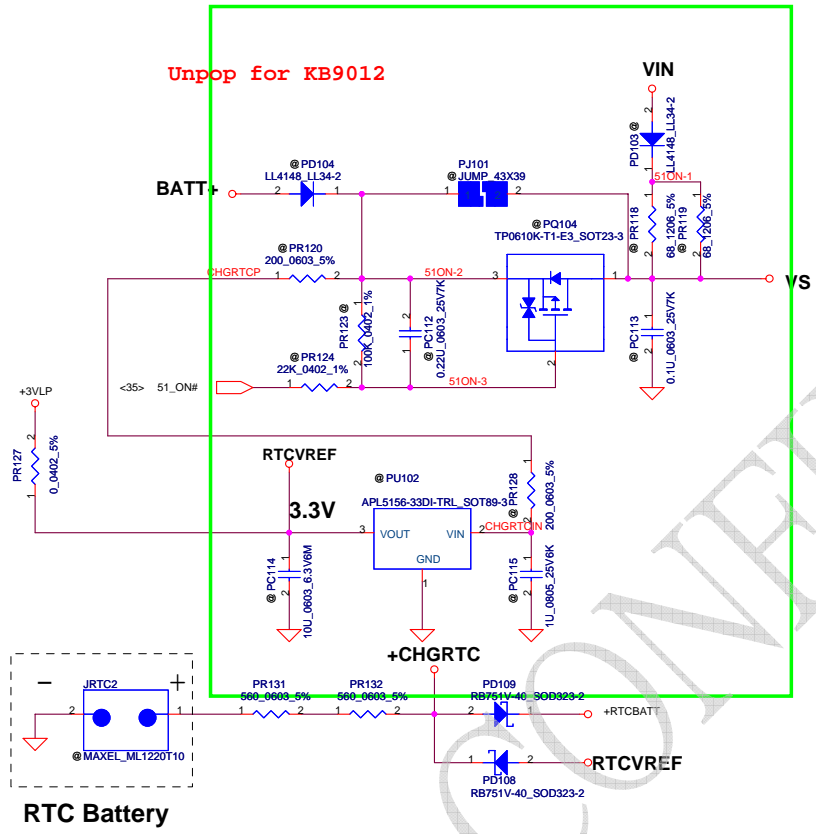 Unpop for KB9012
VIN
PD103 @
LL4148_LL34-2
51ON-1
@ PD104
LL4148_LL34-2
BATT+
PJ101
@ JUMP_43X39
@ PR118
68_1206_5%
@ PR119
68_1206_5%
@ PQ104
TP0610K-T1-E3_SOT23-3
@ PR120
200_0603_5%
CHGRTCP
51ON-2
VS
PR123 @
100K_0402_1%
@ PC112
0.22U_0603_25V7K
@ PC113
0.1U_0603_25V7K
@ PR124
22K_0402_1%
<35> 51_ON#
51ON-3
+3VLP
PR127
0_0402_5%
RTCVREF
3.3V
@ PU102
APL5156-33DI-TRL_SOT89-3
VOUT
VIN
GND
@ PR128
200_0603_5%
CHGRTCIN
@ PC114
10U_0603_6.3V6M
@ PC115
1U_0805_25V6K
+CHGRTC
JRTC2
- +
@ MAXEL_ML1220T10
RTC Battery
PR131
560_0603_5%
PR132
560_0603_5%
PD109
RB751V-40_SOD323-2
+RTCBATT
RTCVREF
PD108
RB751V-40_SOD323-2
CONF